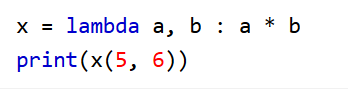 x = lambda a, b : a * b
print(x(5, 6))